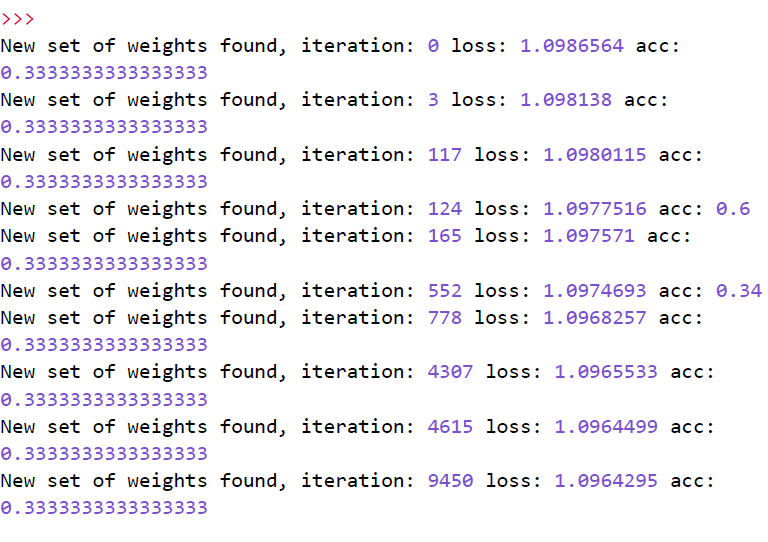 >>>
New set of weights found, iteration: 0 loss: 1.0986564 acc:
0.3333333333333333
New set of weights found, iteration: 3 loss: 1.098138 acc:
0.3333333333333333
New set of weights found, iteration: 117 loss: 1.0980115 acc:
0.3333333333333333
New set of weights found, iteration: 124 loss: 1.0977516 acc: 0.6
New set of weights found, iteration: 165 loss: 1.097571 acc:
0.3333333333333333
New set of weights found, iteration: 552 loss: 1.0974693 acc: 0.34
New set of weights found, iteration: 778 loss: 1.0968257 acc:
0.3333333333333333
New set of weights found, iteration: 4307 loss: 1.0965533 acc:
0.3333333333333333
New set of weights found, iteration: 4615 loss: 1.0964499 acc:
0.3333333333333333
New set of weights found, iteration: 9450 loss: 1.0964295 acc:
0.3333333333333333